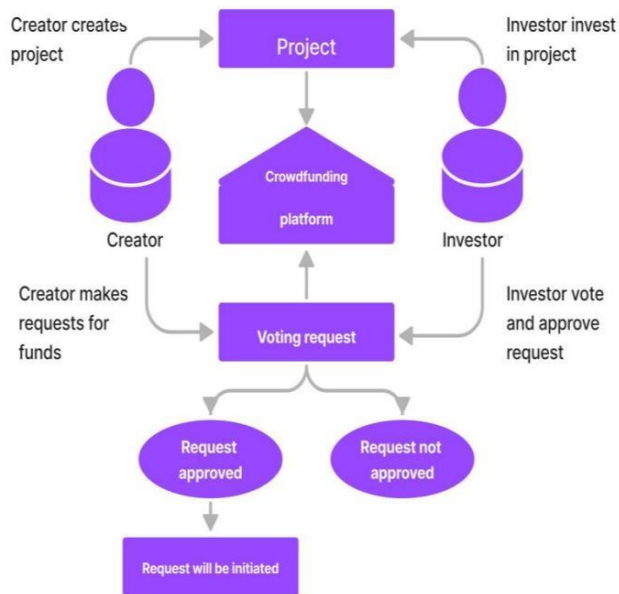 Creator creates
project
Project
Investor invest
in project
Crowdfunding
platform
Creator
Investor
Creator makes
requests for
funds
Voting request
Investor vote
and approve
request
Request
approved
Request not
approved
Request will be initiated